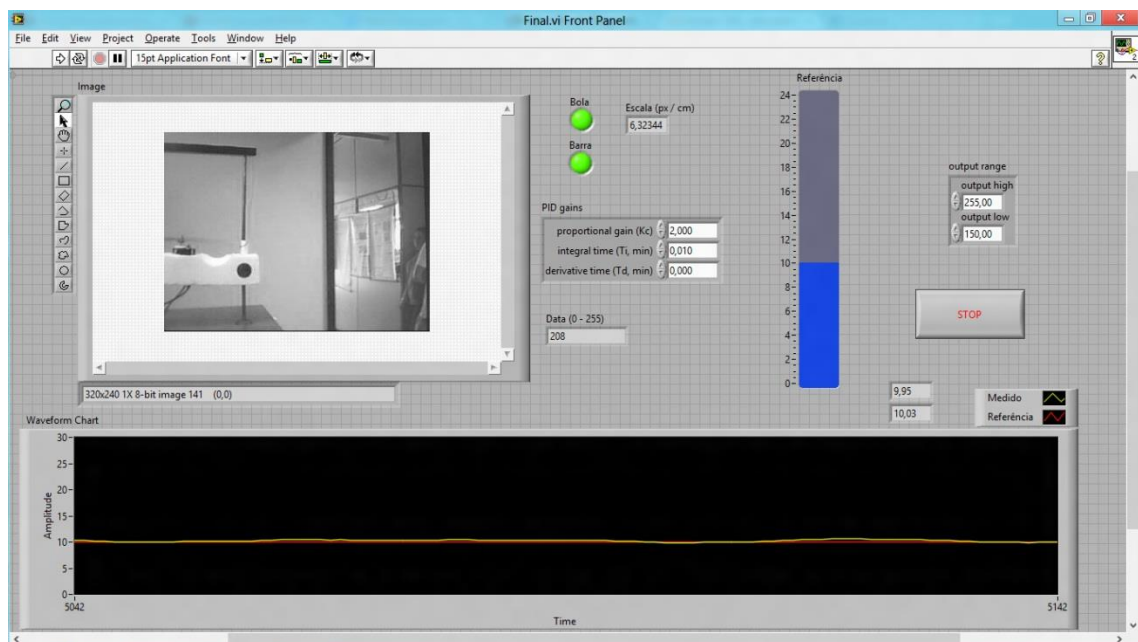 Final.vi Front Panel
File Edit View Project Operate Tools Window Help
15pt Application Font
2
Image
320x240 1X 8-bit image 141 (0,0)
Bola
Barra
Escala (px / cm)
6,32344
PID gains
proportional gain (Kc) 2,000
integral time (Ti, min) 0,010
derivative time (Td, min) 0,000
Data (0 - 255)
208
Referência
24
22
20
18
16
14
12
10
8
6
4
2
0
output range
output high
255,00
output low
150,00
STOP
9,95
10,03
Medido
Referência
Waveform Chart
Amplitude
30
25
20
15
10
5
0
5042 5142
Time